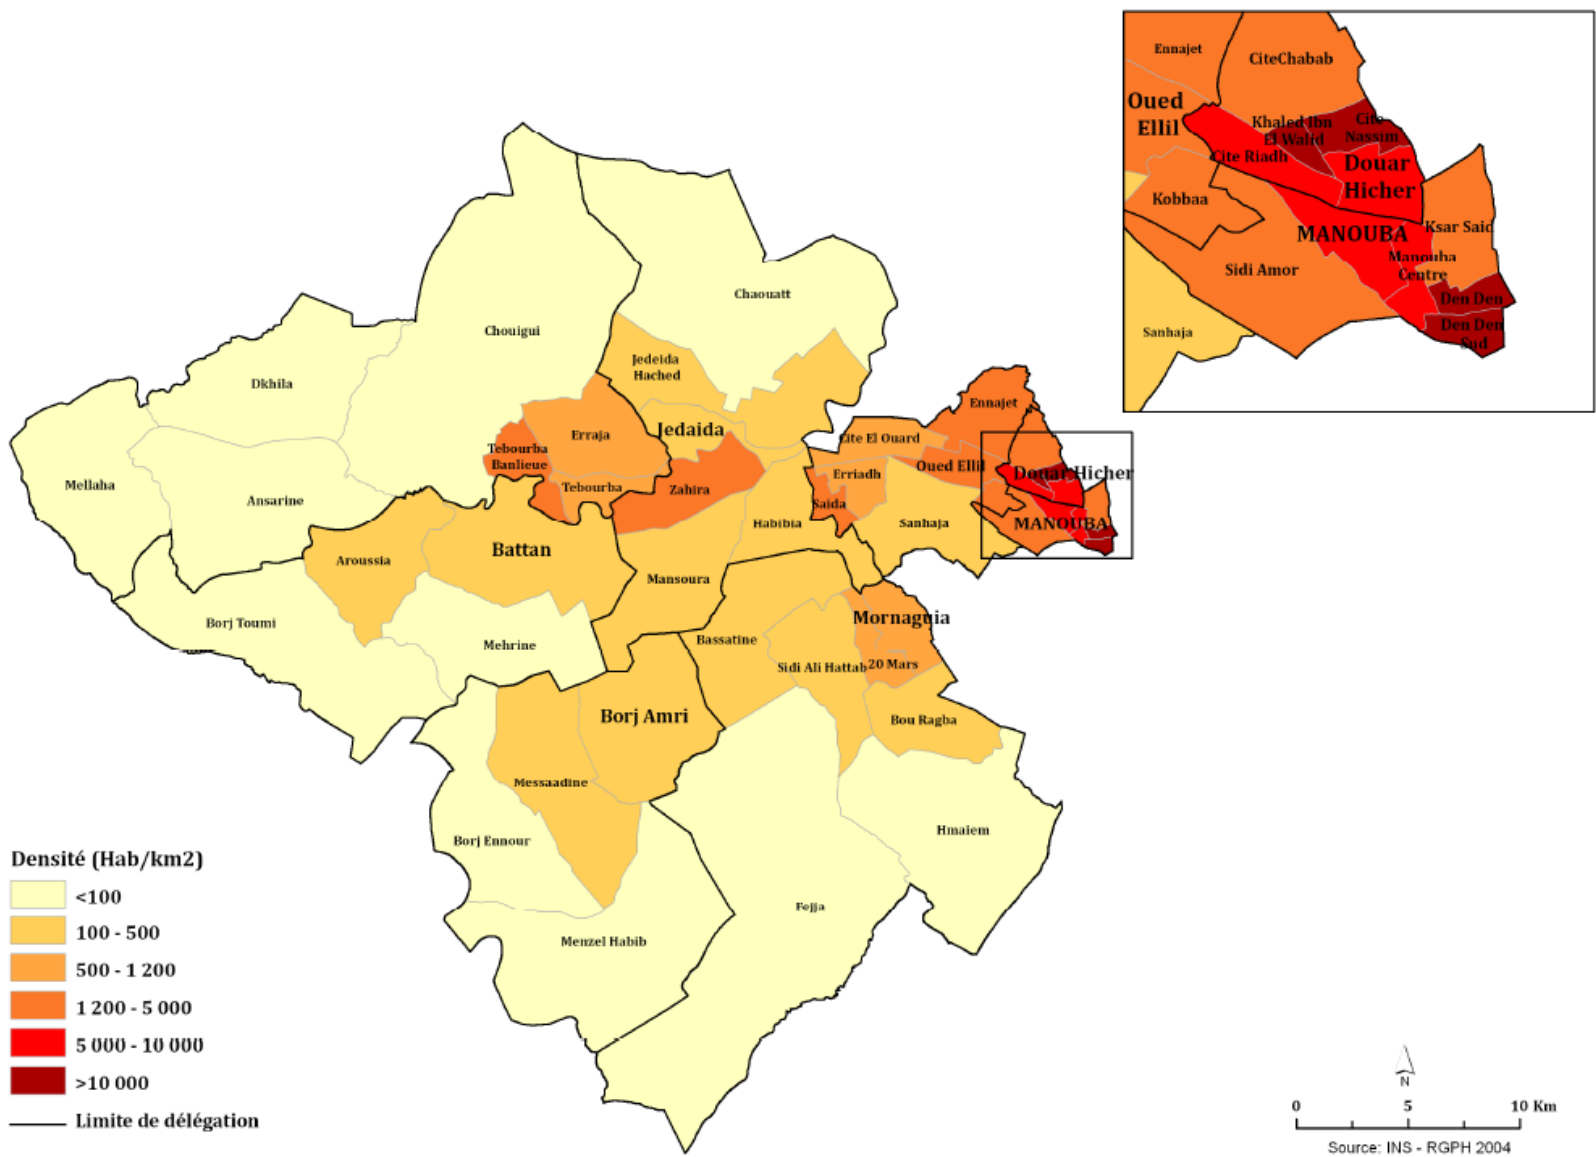 Ennajet
CiteChabab
Oued
Ellil
Khaled Ibn
El Walid
Cite
Nassim
Cite Riadh
Douar
Hicher
Kobbaa
MANOUBA
Ksar Said
Manouba
Centre
Sidi Amor
Den Den
Den Den
Sud
Sanhaja
Chaouatt
Chouigui
Jedeida
Hached
Dkhila
Ennajet
Jedaida
Erraja
Cite El Ouard
Tebourba
Banlieue
Oued Ellil
Douar Hicher
Erriadh
Mellaha
Ansarine
Tebourba
Zahira
Saida
Habibia
Sanhaja
MANOUBA
Battan
Aroussia
Mansoura
Borj Toumi
Mehrine
Bassatine
Mornaguia
Sidi Ali Hattab
20 Mars
Borj Amri
Bou Ragba
Messaadine
Borj Ennour
Hmaiem
Fejja
Menzel Habib
Densité (Hab/km2)
<100
100 - 500
500 - 1 200
1 200 - 5 000
5 000 - 10 000
>10 000
Limite de délégation
N
0 5 10 Km
Source: INS - RGPH 2004